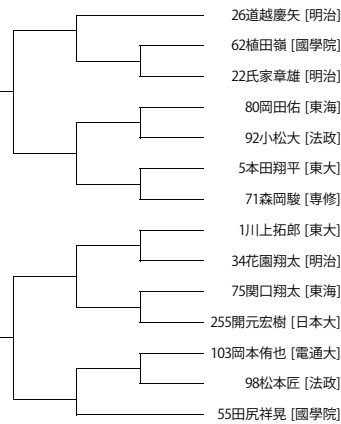 26道越慶矢 [明治]
62植田嶺 [國學院]
22氏家章雄 [明治]
80岡田佑 [東海]
92小松大 [法政]
5本田翔平 [東大]
71森岡駿 [専修]
1川上拓郎 [東大]
34花園翔太 [明治]
75関口翔太 [東海]
255開元宏樹 [日本大]
103岡本侑也 [電通大]
98松本匠 [法政]
55田尻祥晃 [國學院]